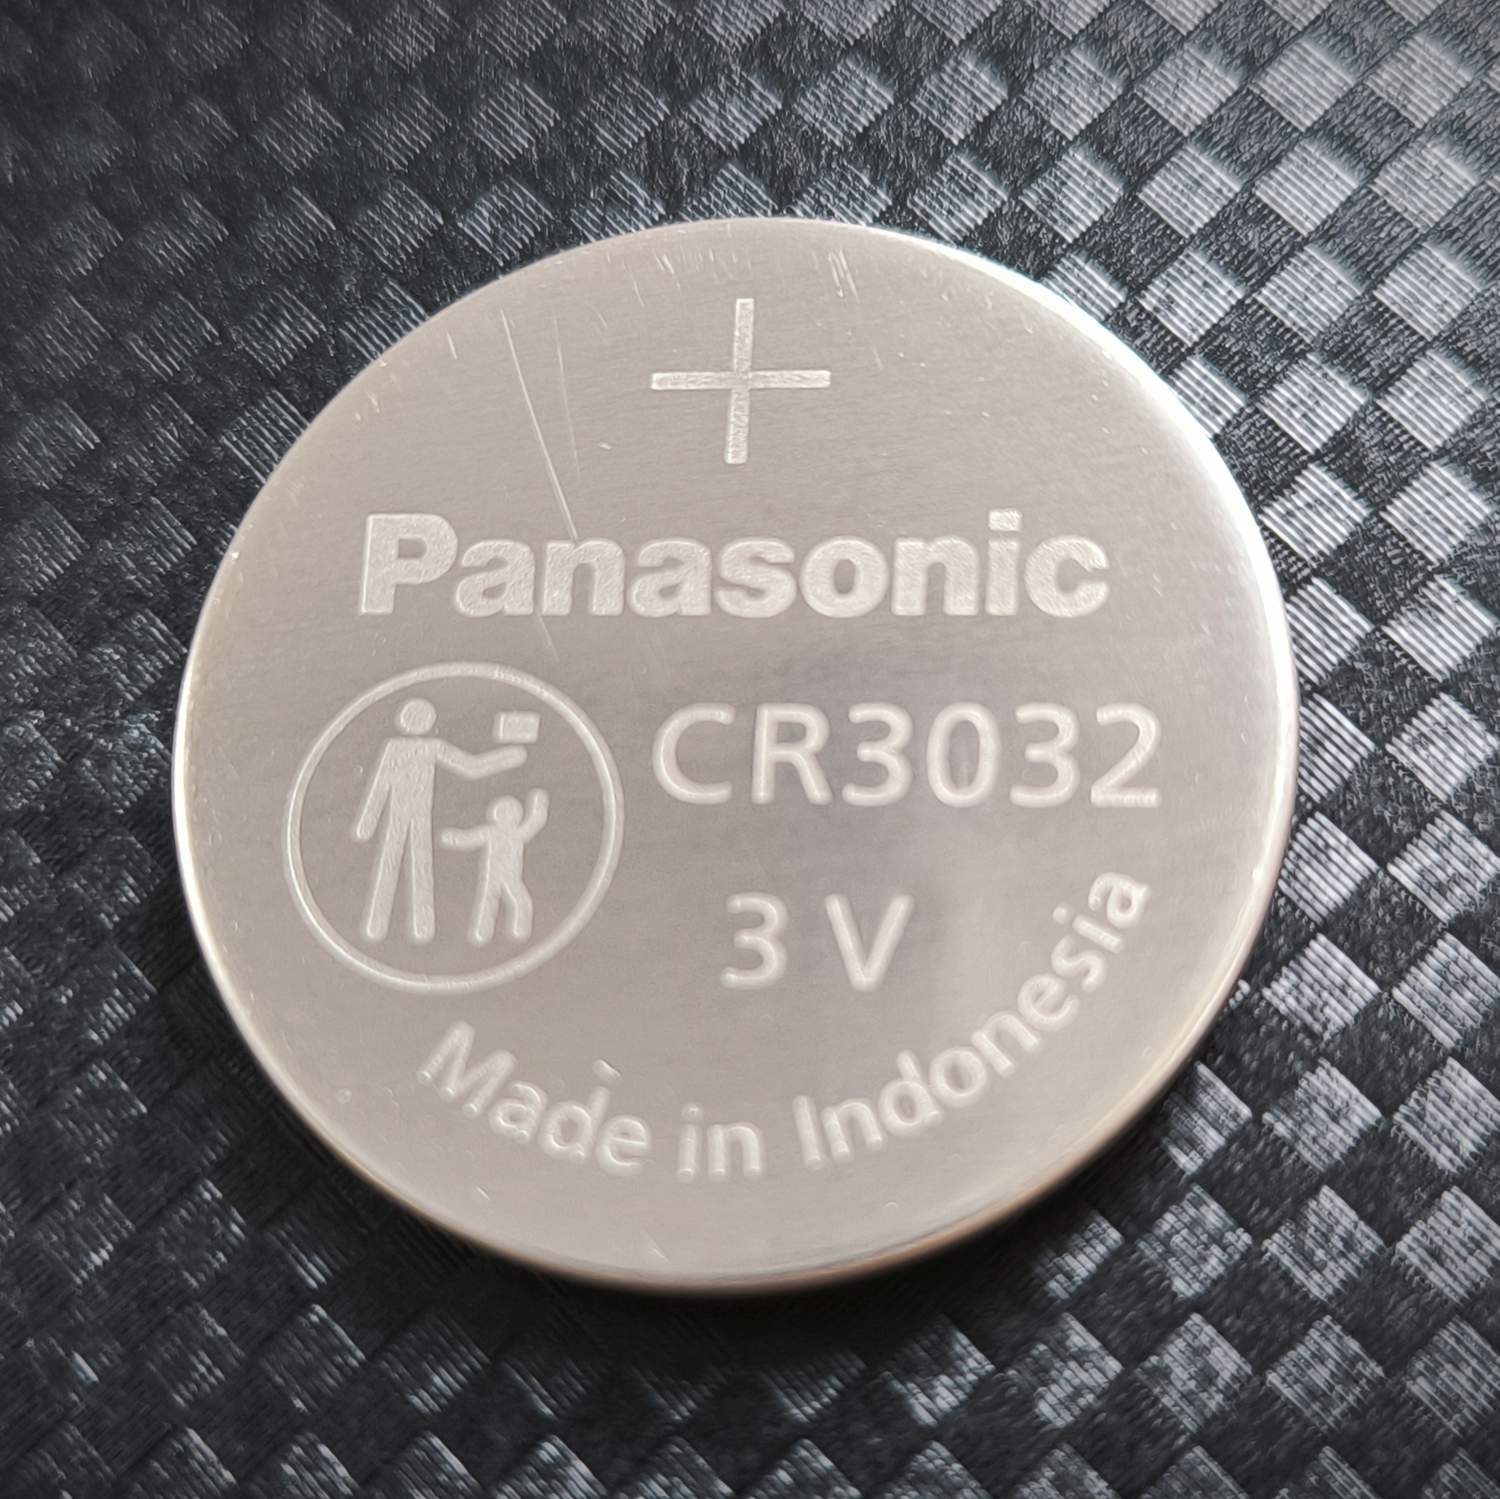 +
Panasonic
CR3032
3 V
Made in Indonesia